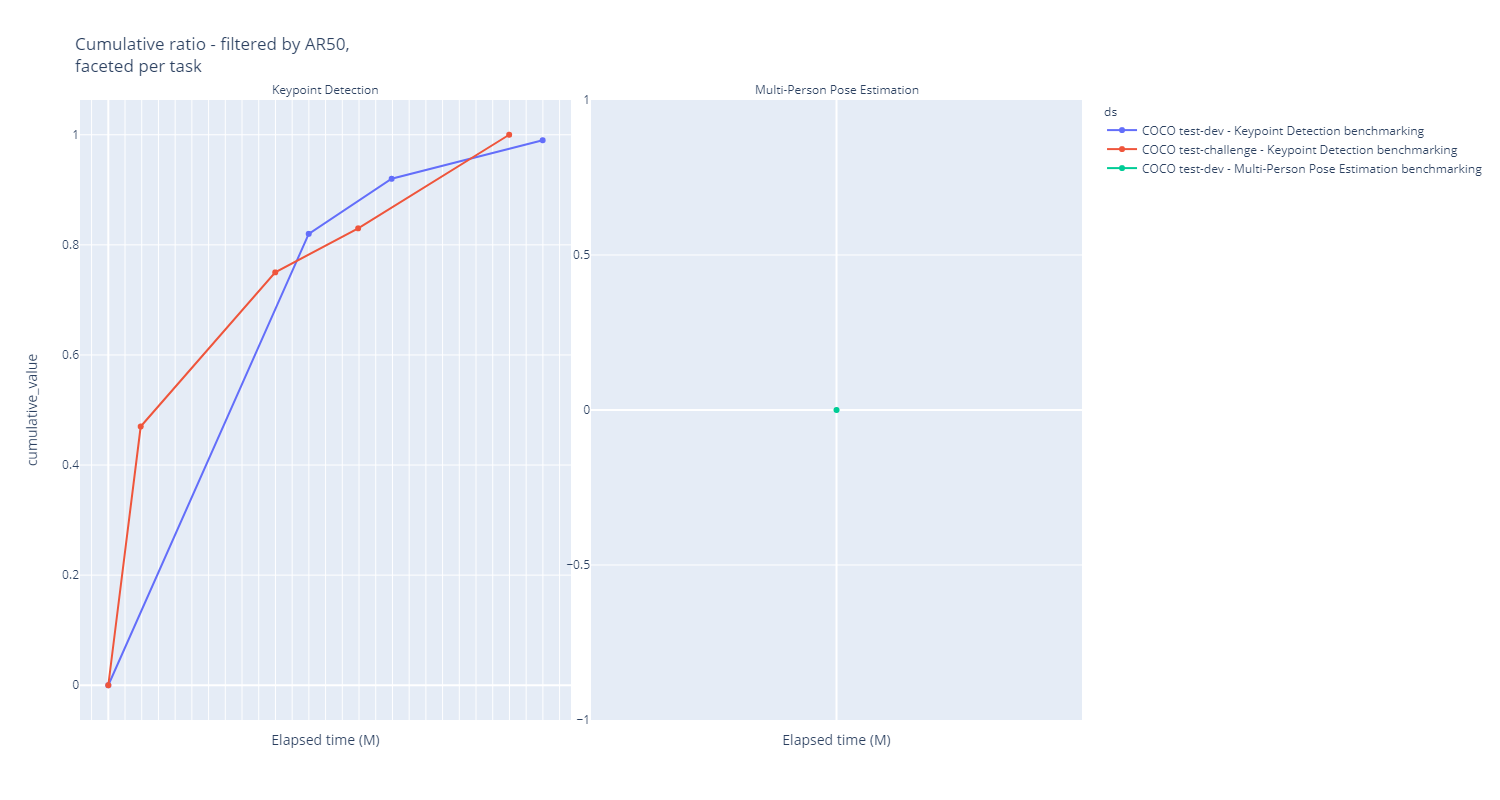 Cumulative ratio - filtered by AR50,
faceted per task
Keypoint Detection
Multi-Person Pose Estimation
cumulative_value
1
0.8
0.6
0.4
0.2
0
1
0.5
0
−0.5
−1
Elapsed time (M)
Elapsed time (M)
ds
COCO test-dev - Keypoint Detection benchmarking
COCO test-challenge - Keypoint Detection benchmarking
COCO test-dev - Multi-Person Pose Estimation benchmarking